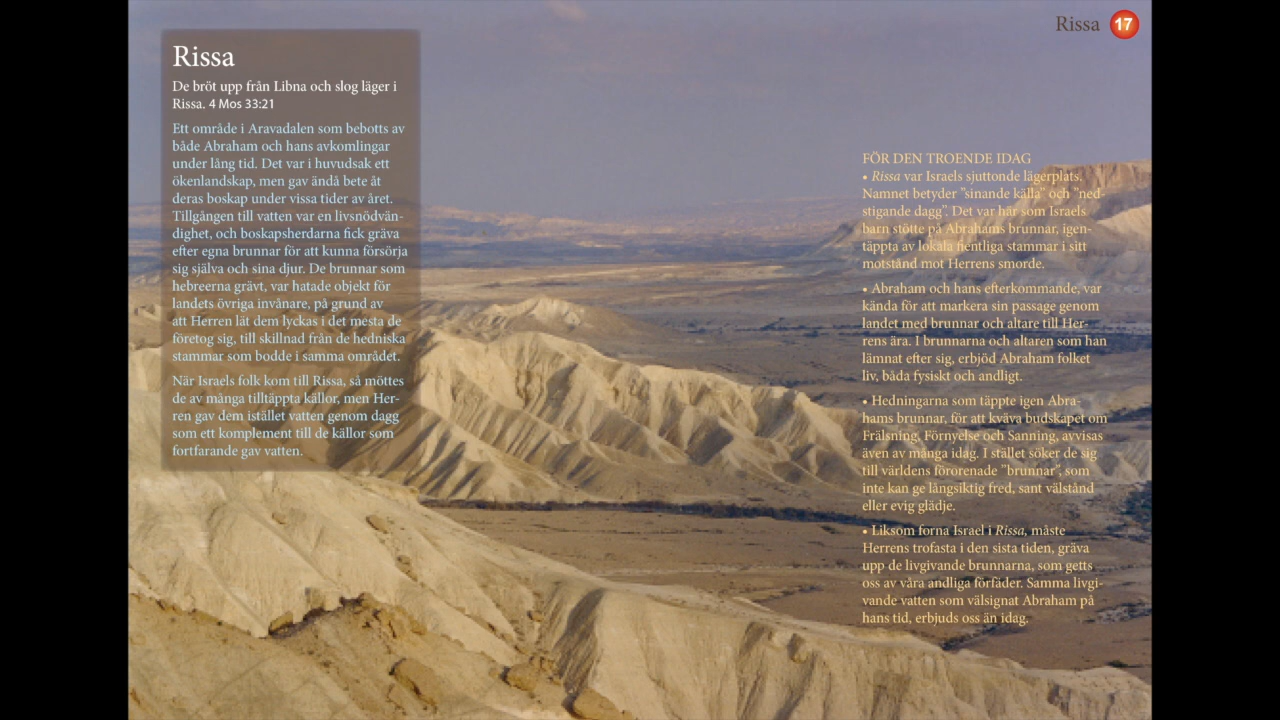 Rissa 17
Rissa
De bröt upp från Libna och slog läger i
Rissa. 4 Mos 33:21
Ett område i Aravadalen som bebotts av
både Abraham och hans avkomlingar
under lång tid. Det var i huvudsak ett
ökenlandskap, men gav ändå bete åt
deras boskap under vissa tider av året.
Tillgången till vatten var en livsnödvän-
dighet, och boskapsherdarna fick gräva
efter egna brunnar för att kunna försörja
sig själva och sina djur. De brunnar som
hebreerna grävt, var hatade objekt för
landets övriga invånare, på grund av
att Herren lät dem lyckas i det mesta de
företog sig, till skillnad från de hedniska
stammar som bodde i samma området.
När Israels folk kom till Rissa, så möttes
de av många tilltäppta källor, men Her-
ren gav dem istället vatten genom dagg
som ett komplement till de källor som
fortfarande gav vatten.
FÖR DEN TROENDE IDAG
• Rissa var Israels sjuttonde lägerplats.
Namnet betyder ”sinande källa” och ”ned-
stigande dagg”. Det var här som Israels
barn stötte på Abrahams brunnar, igen-
täppta av lokala fientliga stammar i sitt
motstånd mot Herrens smorde.
• Abraham och hans efterkommande, var
kända för att markera sin passage genom
landet med brunnar och altare till Her-
rens ära. I brunnarna och altaren som han
lämnat efter sig, erbjöd Abraham folket
liv, båda fysiskt och andligt.
• Hedningarna som täppte igen Abra-
hams brunnar, för att kväva budskapet om
Frälsning, Förnyelse och Sanning, avvisas
även av många idag. I stället söker de sig
till världens förorenade ”brunnar”, som
inte kan ge långsiktig fred, sant välstånd
eller evig glädje.
• Liksom forna Israel i Rissa, måste
Herrens trofasta i den sista tiden, gräva
upp de livgivande brunnarna, som getts
oss av våra andliga förfäder. Samma livgi-
vande vatten som välsignat Abraham på
hans tid, erbjuds oss än idag.